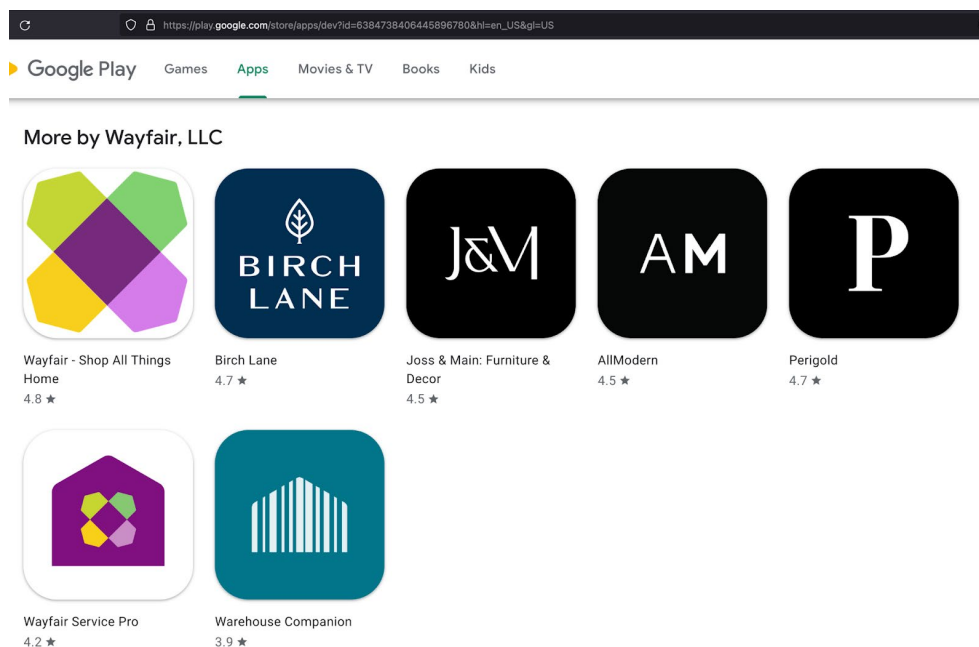 https://play.google.com/store/apps/dev?id=6384738406445896780&hl=en_US&gl=US
Google Play Games Apps Movies & TV Books Kids
More by Wayfair, LLC
BIRCH
LANE
J&M
AM
P
Wayfair - Shop All Things
Home
4.8 ★
Birch Lane
4.7 ★
Joss & Main: Furniture &
Decor
4.5 ★
AllModern
4.5 ★
Perigold
4.7 ★
Wayfair Service Pro
4.2 ★
Warehouse Companion
3.9 ★